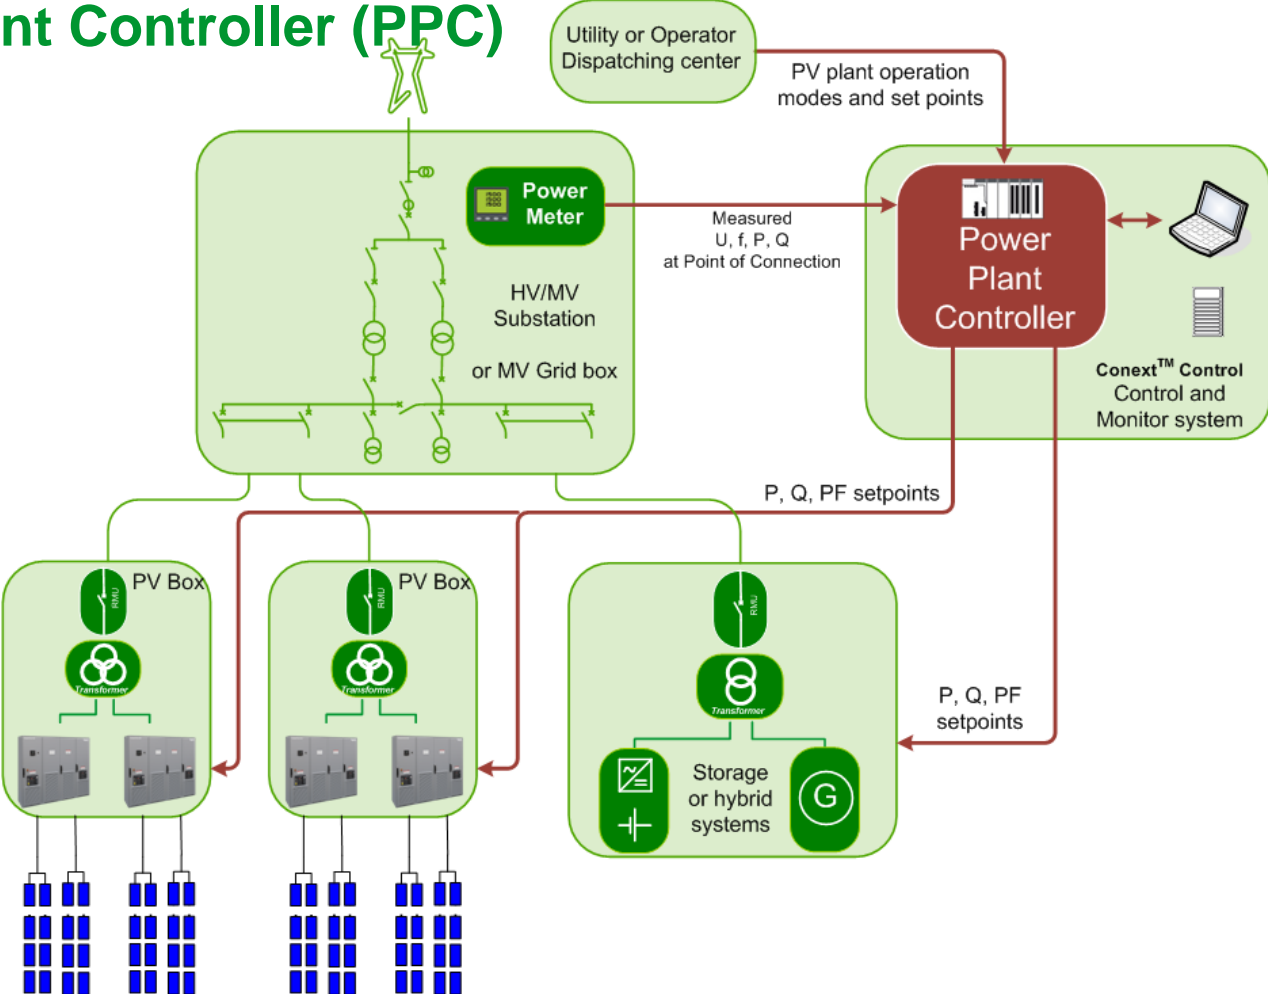 nt Controller (PPC)
Utility or Operator
Dispatching center
PV plant operation
modes and set points
Power
Meter
Measured
U, f, P, Q
at Point of Connection
Power
Plant
Controller
HV/MV
Substation
or MV Grid box
Conext™ Control
Control and
Monitor system
P, Q, PF setpoints
PV Box
RMU
Transformer
PV Box
RMU
Transformer
RMU
Transformer
P, Q, PF
setpoints
Storage
or hybrid
systems
G